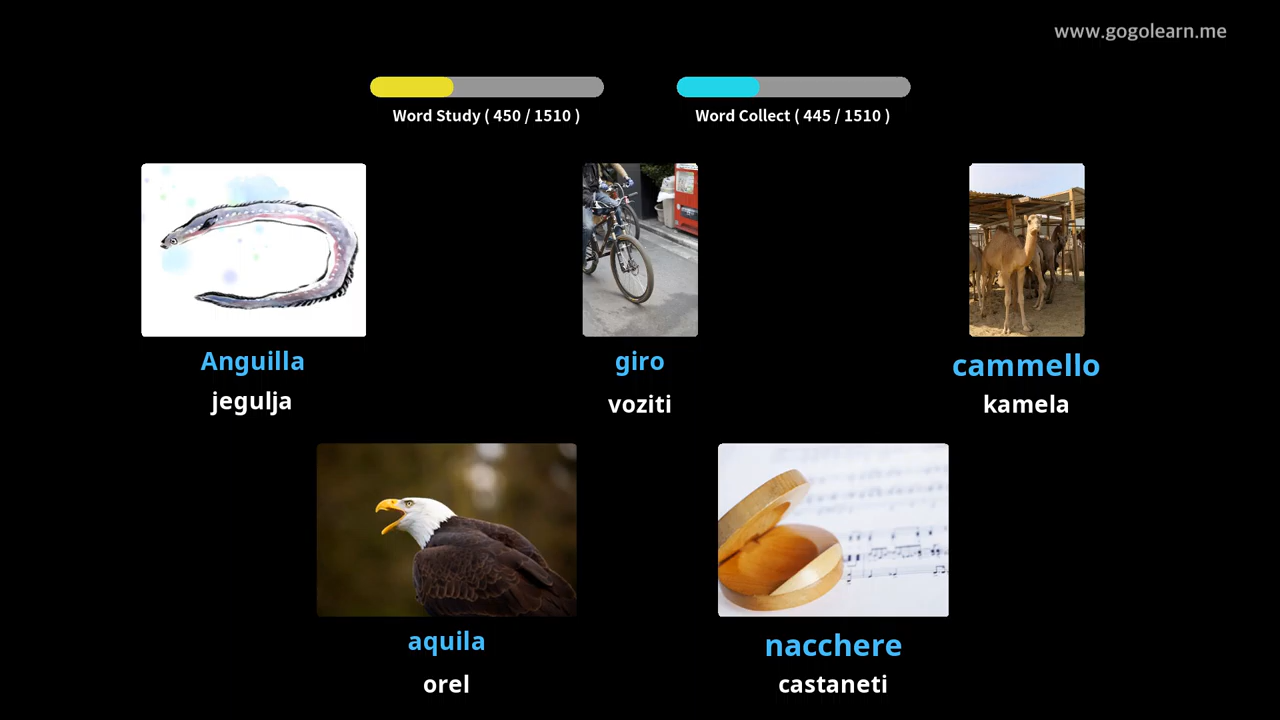 www.gogolearn.me
Word Study ( 450 / 1510 )
Word Collect ( 445 / 1510 )
Anguilla
jegulja
giro
voziti
cammello
kamela
aquila
orel
nacchere
castaneti